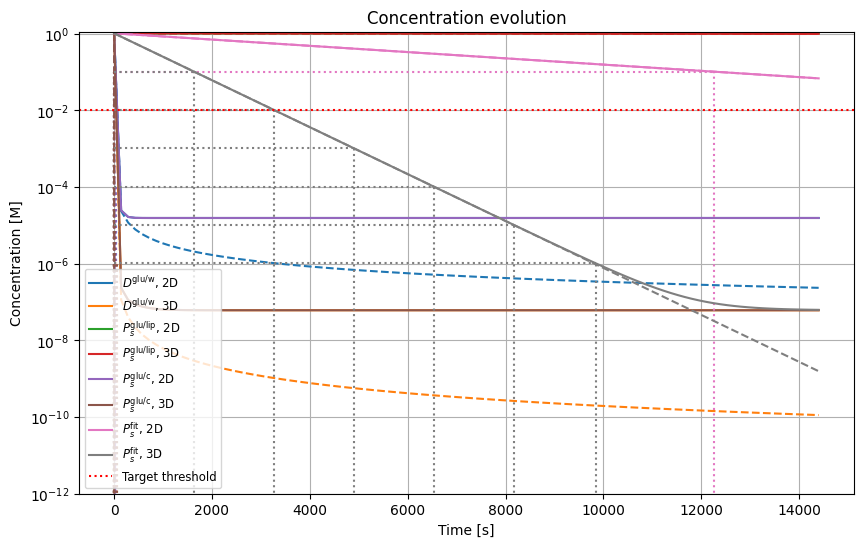 Concentration evolution
Concentration [M]
10^0
10^−2
10^−4
10^−6
10^−8
10^−10
10^−12
D^glu/w, 2D
D^glu/w, 3D
P_s^glu/lip, 2D
P_s^glu/lip, 3D
P_s^glu/c, 2D
P_s^glu/c, 3D
P_s^fit, 2D
P_s^fit, 3D
Target threshold
0 2000 4000 6000 8000 10000 12000 14000
Time [s]